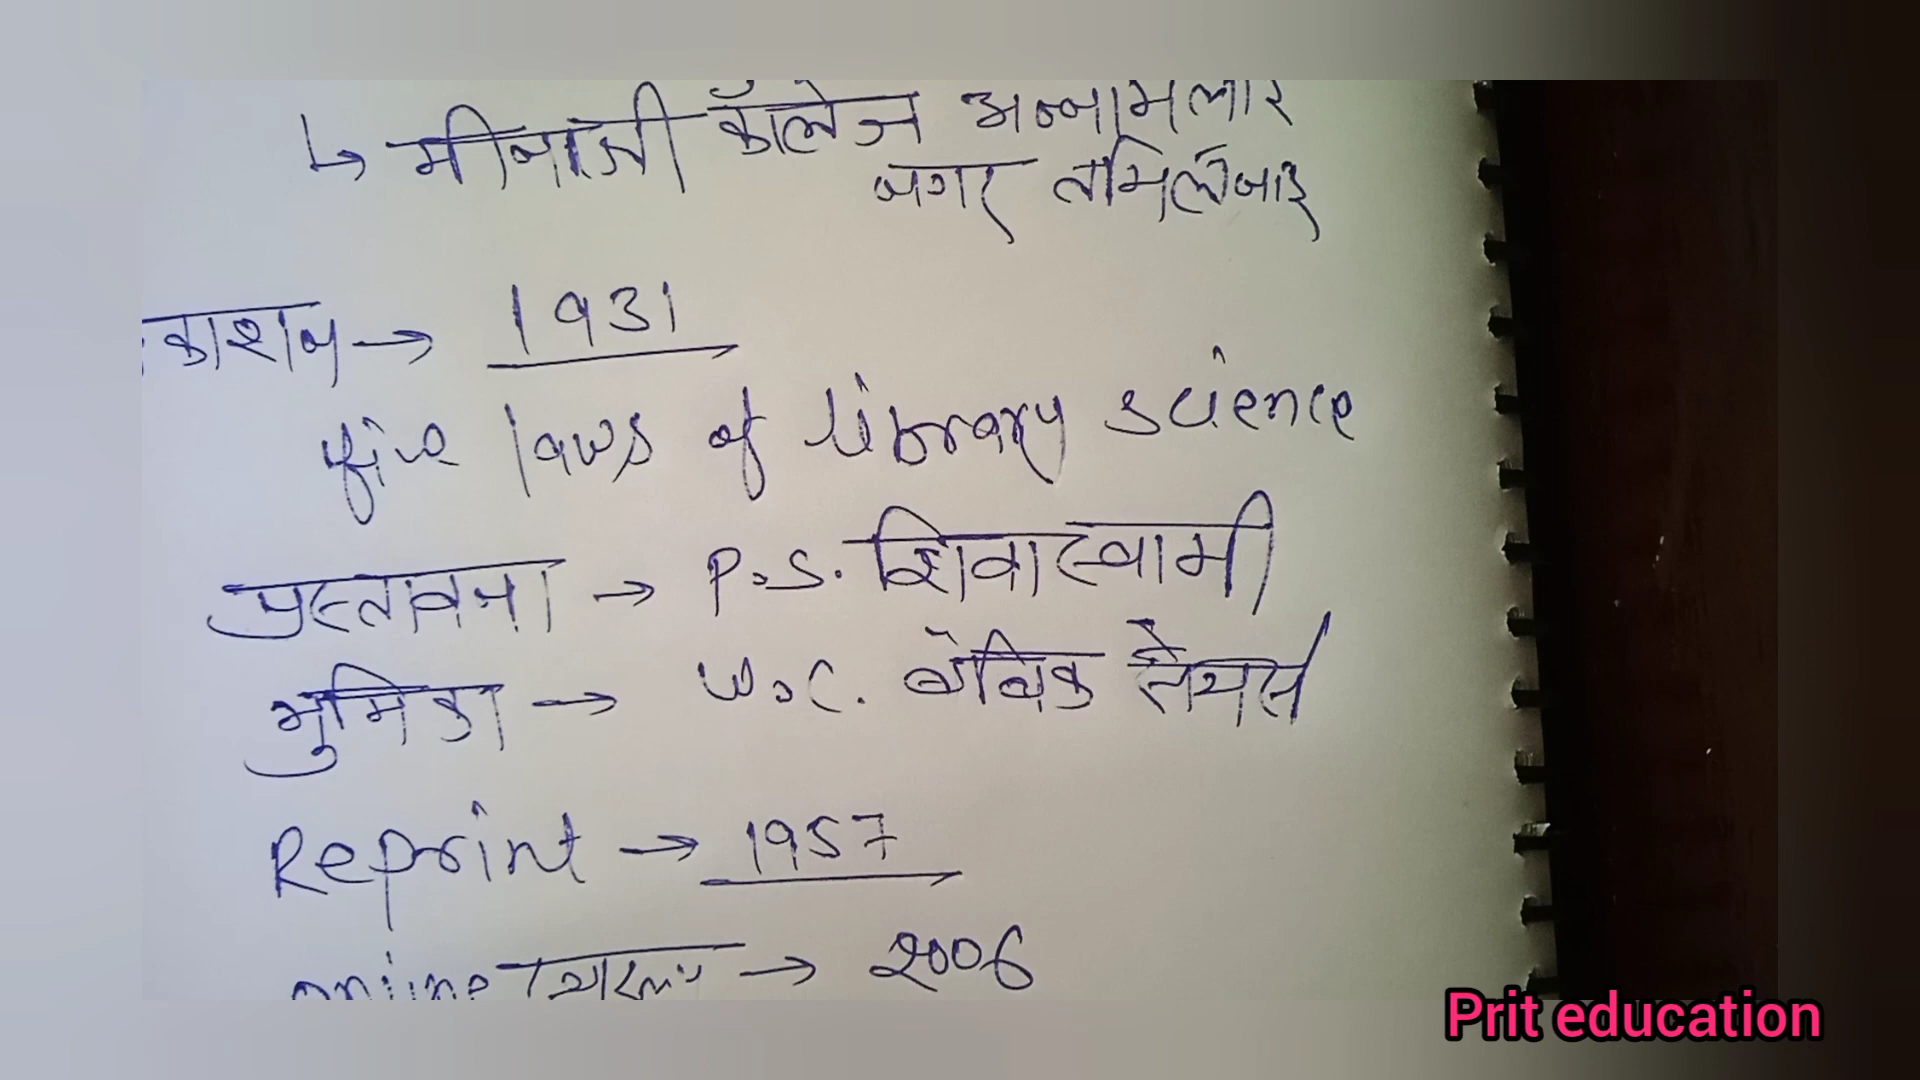 ↳ मीनाजी कॉलेज अन्नामलाई
नगर तमिलनाडु
काशन → 1931
five laws of library science
प्रस्तावना → P.S. शिवास्वामी
भुमिका → W.C. बेर्विक सेयर्स
Reprint → 1957
online → 2006
Prit education